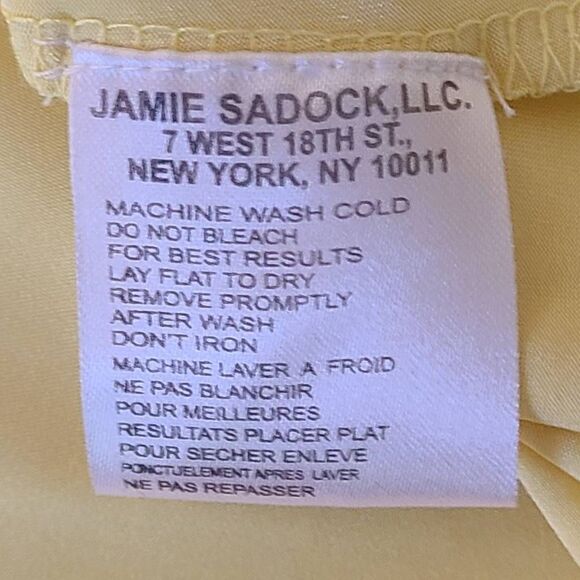 JAMIE SADOCK,LLC.
7 WEST 18TH ST.,
NEW YORK, NY 10011
MACHINE WASH COLD
DO NOT BLEACH
FOR BEST RESULTS
LAY FLAT TO DRY
REMOVE PROMPTLY
AFTER WASH
DON'T IRON
MACHINE LAVER A FROID
NE PAS BLANCHIR
POUR MEILLEURES
RESULTATS PLACER PLAT
POUR SECHER ENLEVE
PONCTUELEMENT APRES LAVER
NE PAS REPASSER